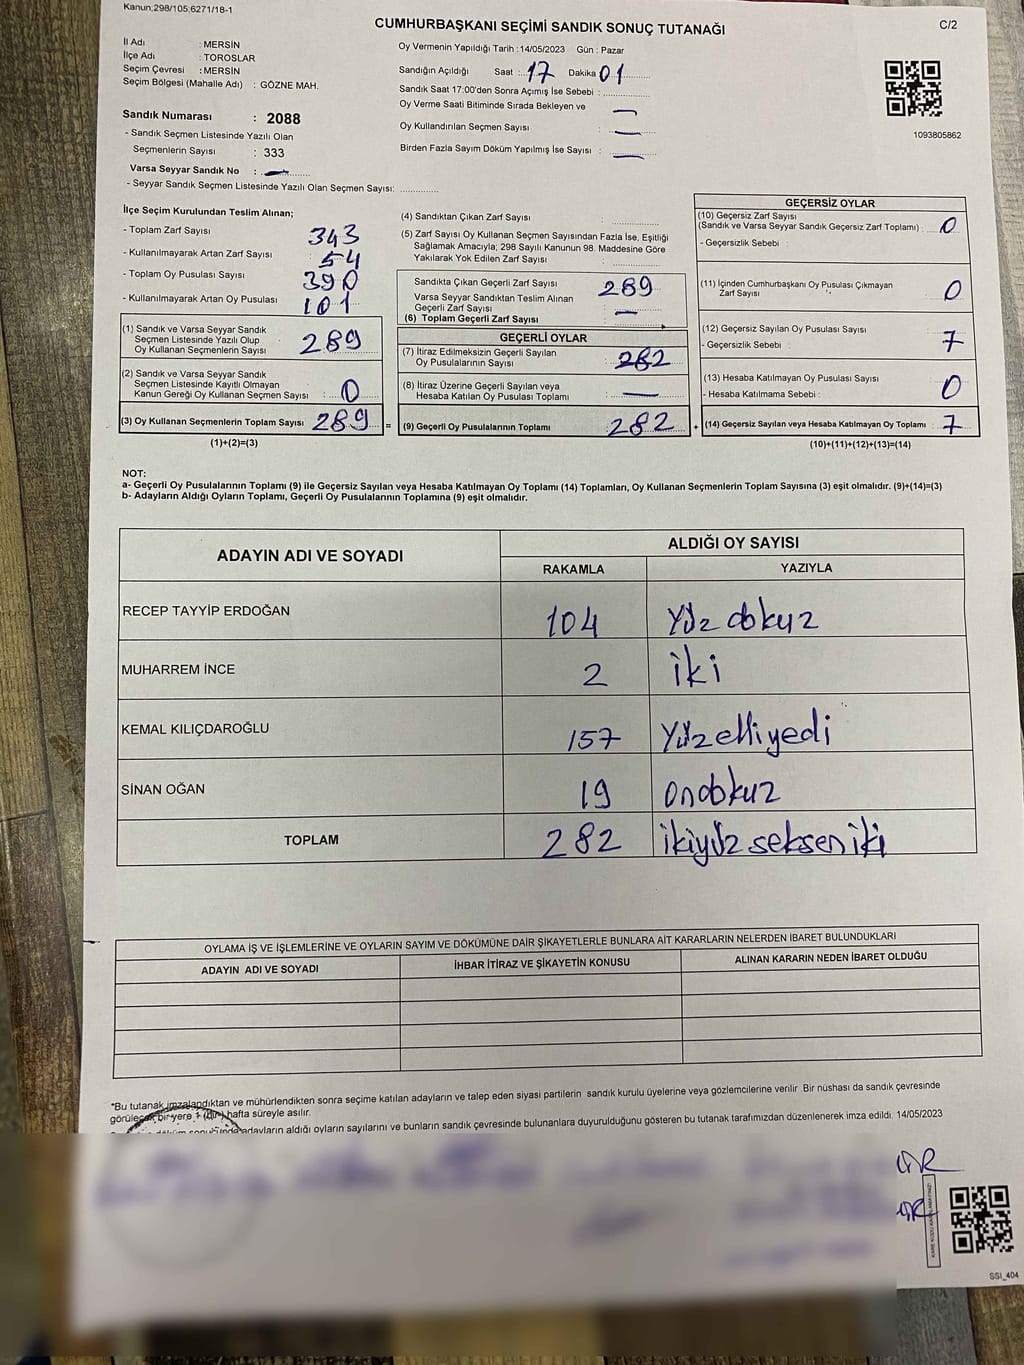 Kanun;298/105,6271/18-1
CUMHURBAŞKANI SEÇİMİ SANDIK SONUÇ TUTANAĞI
C/2
İl Adı : MERSİN
İlçe Adı : TOROSLAR
Seçim Çevresi : MERSİN
Seçim Bölgesi (Mahalle Adı) : GÖZNE MAH.
Sandık Numarası : 2088
- Sandık Seçmen Listesinde Yazılı Olan
Seçmenlerin Sayısı : 333
Varsa Seyyar Sandık No : —
- Seyyar Sandık Seçmen Listesinde Yazılı Olan Seçmen Sayısı: ..............
Oy Vermenin Yapıldığı Tarih : 14/05/2023 Gün : Pazar
Sandığın Açıldığı Saat : 17 Dakika 01
Sandık Saat 17:00'den Sonra Açımış İse Sebebi :
Oy Verme Saati Bitiminde Sırada Bekleyen ve —
Oy Kullandırılan Seçmen Sayısı : —
Birden Fazla Sayım Döküm Yapılmış İse Sayısı : —
1093805862
İlçe Seçim Kurulundan Teslim Alınan;
- Toplam Zarf Sayısı 343
- Kullanılmayarak Artan Zarf Sayısı 54
- Toplam Oy Pusulası Sayısı 390
- Kullanılmayarak Artan Oy Pusulası 101
(1) Sandık ve Varsa Seyyar Sandık
Seçmen Listesinde Yazılı Olup
Oy Kullanan Seçmenlerin Sayısı : 289
(2) Sandık ve Varsa Seyyar Sandık
Seçmen Listesinde Kayıtlı Olmayan
Kanun Gereği Oy Kullanan Seçmen Sayısı : 0
(3) Oy Kullanan Seçmenlerin Toplam Sayısı 289 =
(1)+(2)=(3)
(4) Sandıktan Çıkan Zarf Sayısı :
(5) Zarf Sayısı Oy Kullanan Seçmen Sayısından Fazla İse, Eşitliği
Sağlamak Amacıyla; 298 Sayılı Kanunun 98. Maddesine Göre
Yakılarak Yok Edilen Zarf Sayısı :
Sandıkta Çıkan Geçerli Zarf Sayısı : 289
Varsa Seyyar Sandıktan Teslim Alınan
Geçerli Zarf Sayısı : —
(6) Toplam Geçerli Zarf Sayısı
GEÇERLİ OYLAR
(7) İtiraz Edilmeksizin Geçerli Sayılan
Oy Pusulalarının Sayısı : 282
(8) İtiraz Üzerine Geçerli Sayılan veya
Hesaba Katılan Oy Pusulası Toplamı : —
(9) Geçerli Oy Pusulalarının Toplamı : 282 +
GEÇERSİZ OYLAR
(10) Geçersiz Zarf Sayısı
(Sandık ve Varsa Seyyar Sandık Geçersiz Zarf Toplamı) : 0
- Geçersizlik Sebebi :
(11) İçinden Cumhurbaşkanı Oy Pusulası Çıkmayan
Zarf Sayısı : 0
(12) Geçersiz Sayılan Oy Pusulası Sayısı : 7
- Geçersizlik Sebebi :
(13) Hesaba Katılmayan Oy Pusulası Sayısı : 0
- Hesaba Katılmama Sebebi :
(14) Geçersiz Sayılan veya Hesaba Katılmayan Oy Toplamı : 7
(10)+(11)+(12)+(13)=(14)
NOT:
a- Geçerli Oy Pusulalarının Toplamı (9) ile Geçersiz Sayılan veya Hesaba Katılmayan Oy Toplamı (14) Toplamları, Oy Kullanan Seçmenlerin Toplam Sayısına (3) eşit olmalıdır. (9)+(14)=(3)
b- Adayların Aldığı Oyların Toplamı, Geçerli Oy Pusulalarının Toplamına (9) eşit olmalıdır.
ADAYIN ADI VE SOYADI
ALDIĞI OY SAYISI
RAKAMLA YAZIYLA
RECEP TAYYİP ERDOĞAN 104 Yüz dokuz
MUHARREM İNCE 2 iki
KEMAL KILIÇDAROĞLU 157 Yüzelliyedi
SİNAN OĞAN 19 ondokuz
TOPLAM 282 ikiyüz sekseniki
OYLAMA İŞ VE İŞLEMLERİNE VE OYLARIN SAYIM VE DÖKÜMÜNE DAİR ŞİKAYETLERLE BUNLARA AİT KARARLARIN NELERDEN İBARET BULUNDUKLARI
ADAYIN ADI VE SOYADI İHBAR İTİRAZ VE ŞİKAYETİN KONUSU ALINAN KARARIN NEDEN İBARET OLDUĞU
*Bu tutanak imzalandıktan ve mühürlendikten sonra seçime katılan adayların ve talep eden siyasi partilerin sandık kurulu üyelerine veya gözlemcilerine verilir Bir nüshası da sandık çevresinde
görülecek bir yere 1 (bir) hafta süreyle asılır.
adayların aldığı oyların sayılarını ve bunların sandık çevresinde bulunanlara duyurulduğunu gösteren bu tutanak tarafımızdan düzenlenerek imza edildi. 14/05/2023
SSI_404